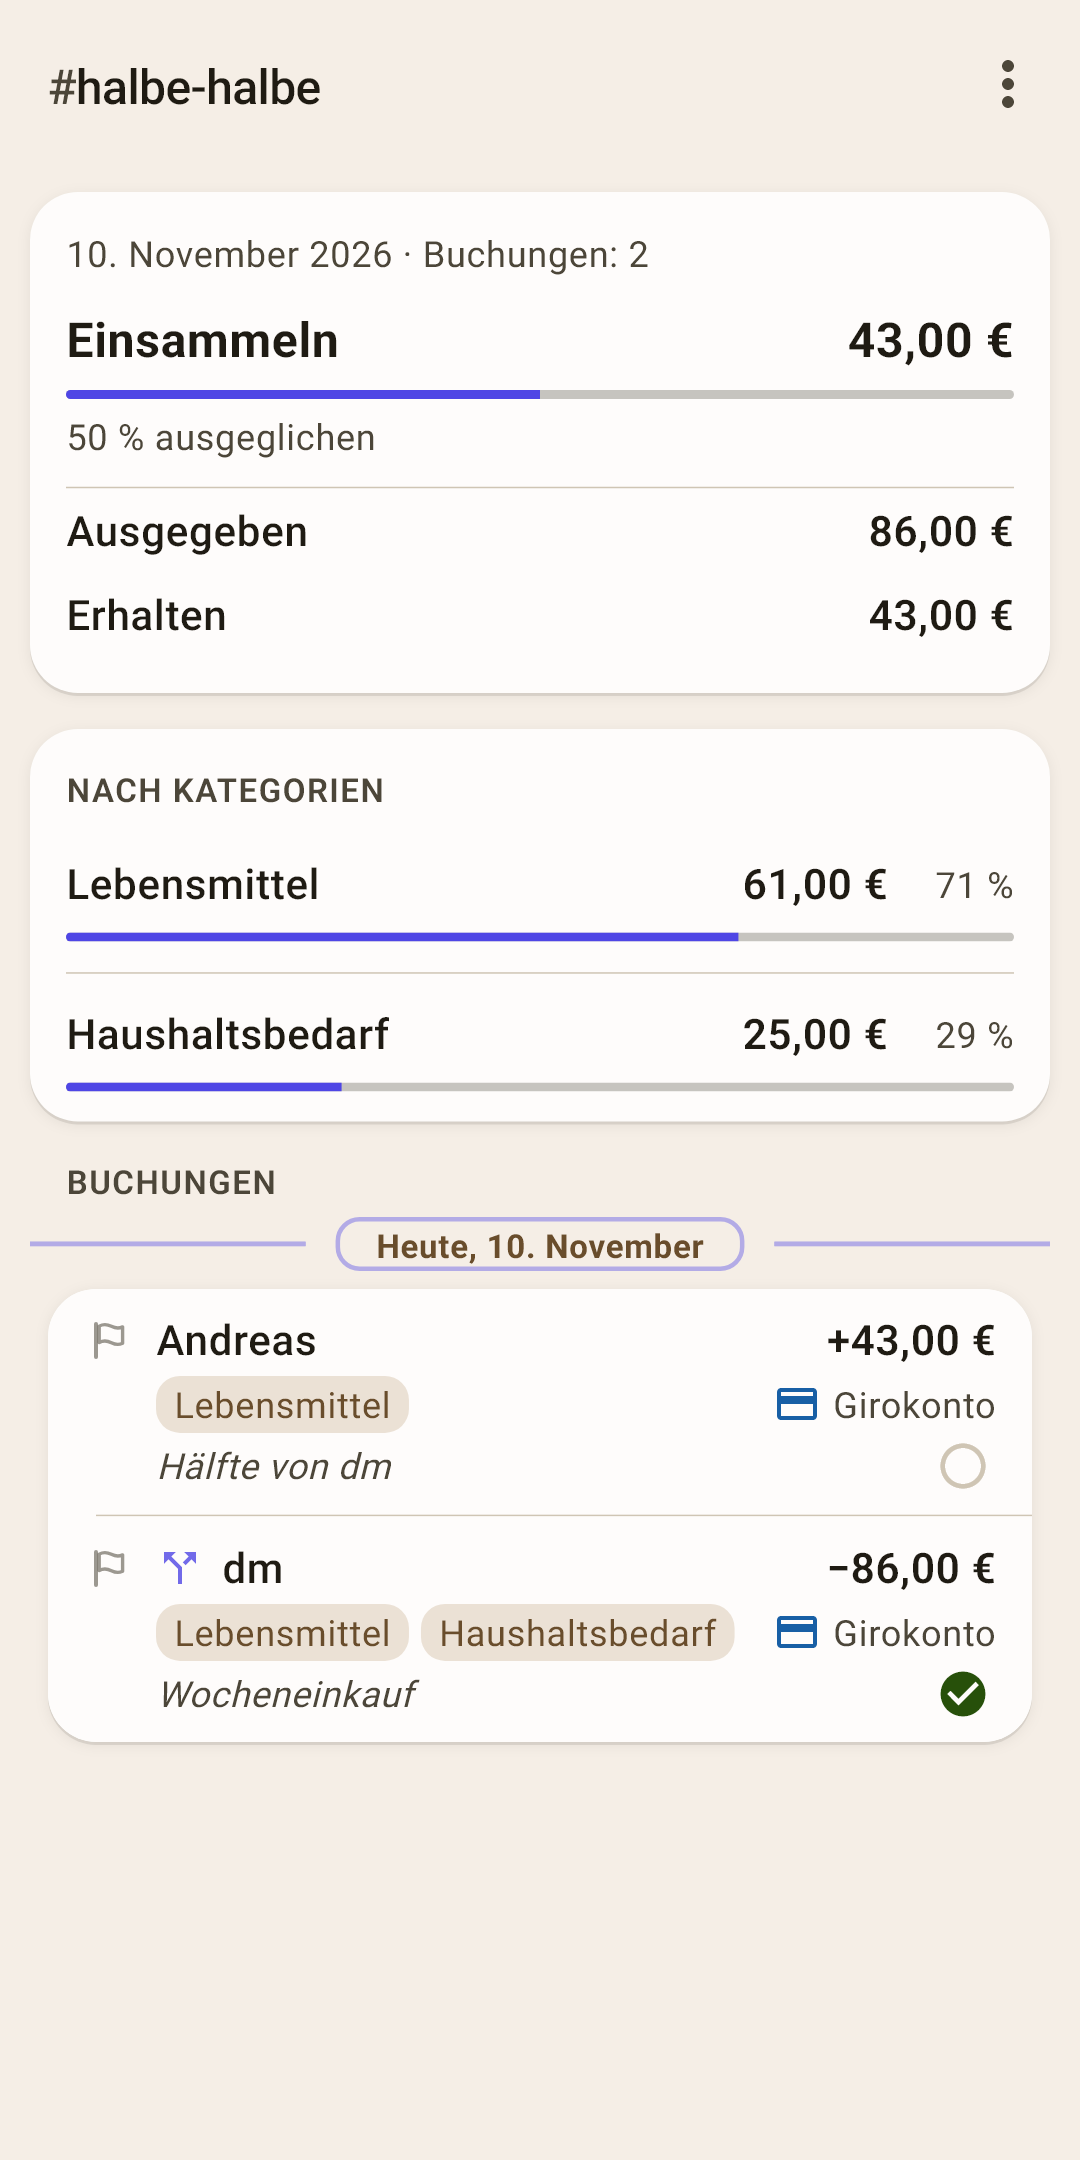 #halbe-halbe
10. November 2026 · Buchungen: 2
Einsammeln 43,00 €
50 % ausgeglichen
Ausgegeben 86,00 €
Erhalten 43,00 €
NACH KATEGORIEN
Lebensmittel 61,00 € 71 %
Haushaltsbedarf 25,00 € 29 %
BUCHUNGEN
Heute, 10. November
Andreas +43,00 €
Lebensmittel Girokonto
Hälfte von dm
dm −86,00 €
Lebensmittel Haushaltsbedarf Girokonto
Wocheneinkauf